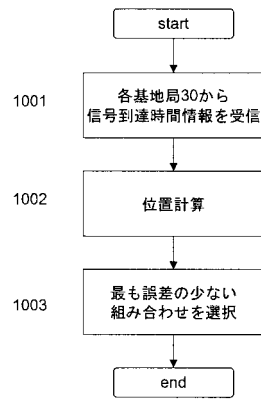 start
1001
各基地局30から
信号到達時間情報を受信
1002
位置計算
1003
最も誤差の少ない
組み合わせを選択
end